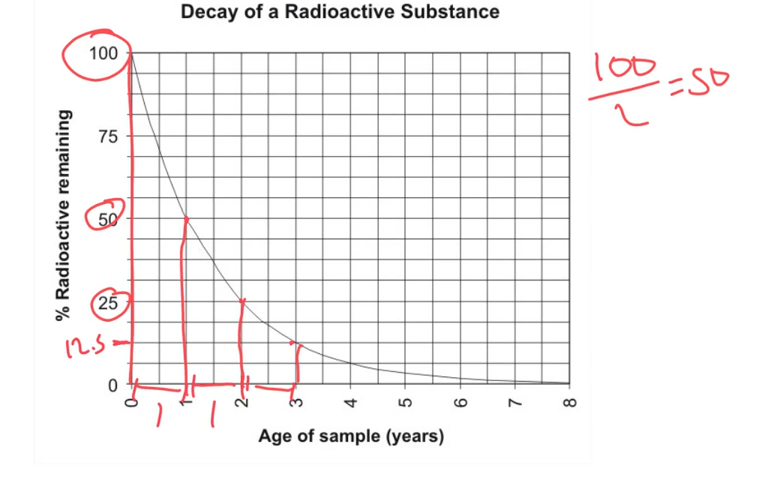 Decay of a Radioactive Substance
% Radioactive remaining
100
75
50
25
12.5
0
0 1 2 3 4 5 6 7 8
1 1
Age of sample (years)
100
2
=50